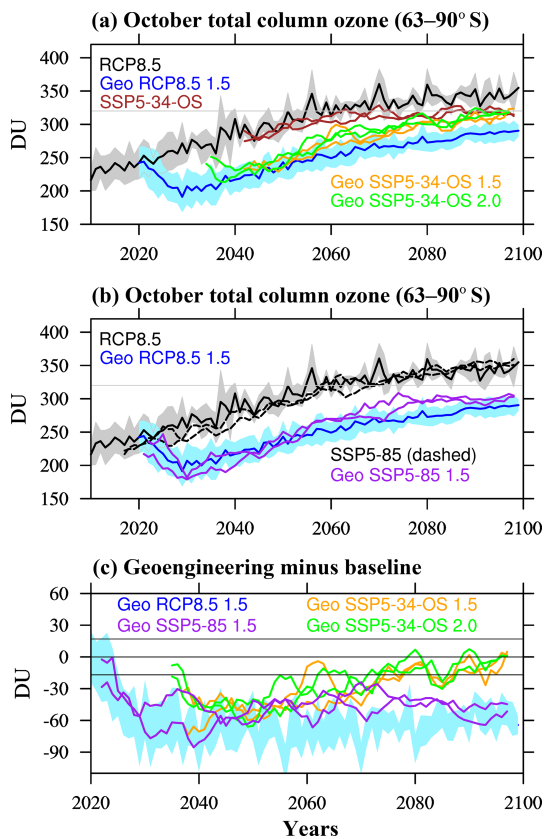 (a) October total column ozone (63–90° S)
400
350
300
250
200
150
DU
RCP8.5
Geo RCP8.5 1.5
SSP5-34-OS
Geo SSP5-34-OS 1.5
Geo SSP5-34-OS 2.0
2020 2040 2060 2080 2100
(b) October total column ozone (63–90° S)
400
350
300
250
200
150
DU
RCP8.5
Geo RCP8.5 1.5
SSP5-85 (dashed)
Geo SSP5-85 1.5
2020 2040 2060 2080 2100
(c) Geoengineering minus baseline
60
30
0
-30
-60
-90
DU
Geo RCP8.5 1.5
Geo SSP5-85 1.5
Geo SSP5-34-OS 1.5
Geo SSP5-34-OS 2.0
2020 2040 2060 2080 2100
Years